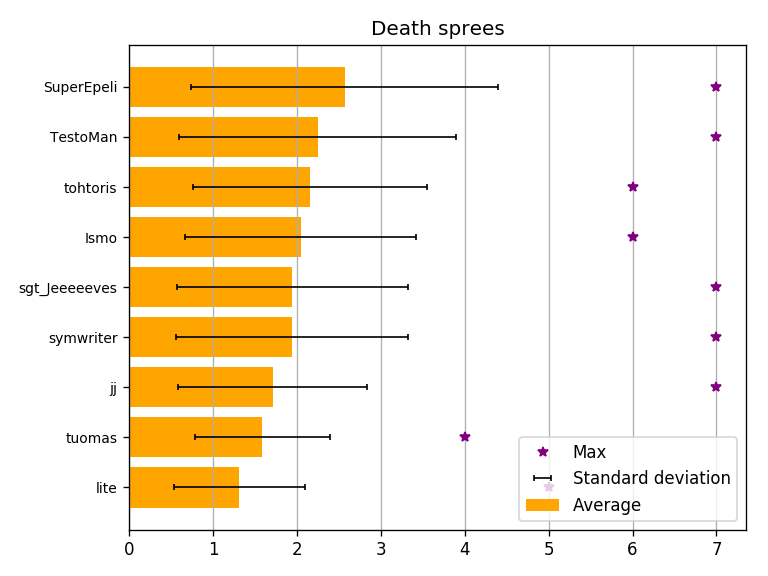 Death sprees
SuperEpeli
TestoMan
tohtoris
Ismo
sgt_Jeeeeeves
symwriter
jj
tuomas
lite
Max
Standard deviation
Average
0 1 2 3 4 5 6 7